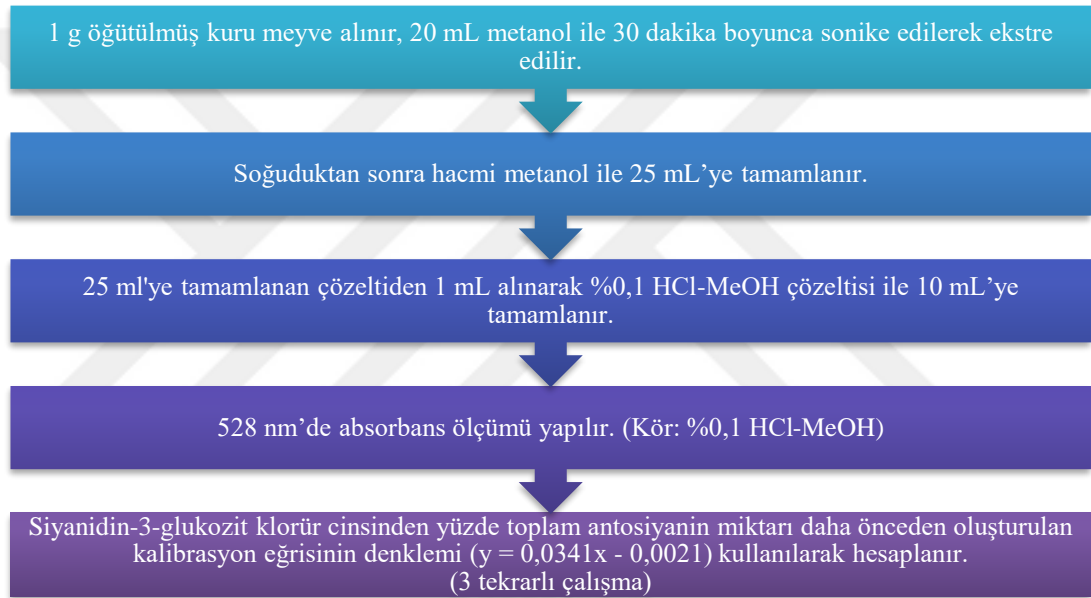 1 g öğütülmüş kuru meyve alınır, 20 mL metanol ile 30 dakika boyunca sonike edilerek ekstre
edilir.
Soğuduktan sonra hacmi metanol ile 25 mL’ye tamamlanır.
25 ml'ye tamamlanan çözeltiden 1 mL alınarak %0,1 HCl-MeOH çözeltisi ile 10 mL’ye
tamamlanır.
528 nm’de absorbans ölçümü yapılır. (Kör: %0,1 HCl-MeOH)
Siyanidin-3-glukozit klorür cinsinden yüzde toplam antosiyanin miktarı daha önceden oluşturulan
kalibrasyon eğrisinin denklemi (y = 0,0341x - 0,0021) kullanılarak hesaplanır.
(3 tekrarlı çalışma)